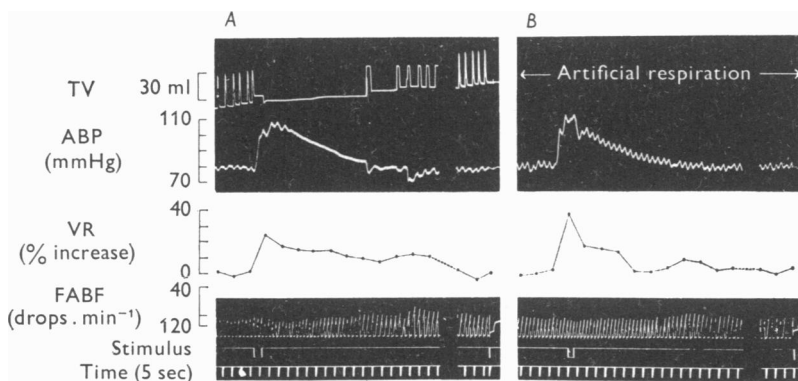 A B
TV 30 ml ← Artificial respiration →
110
ABP
(mmHg)
70
40
VR
(% increase)
0
40
FABF
(drops . min⁻¹) 120
Stimulus
Time (5 sec)